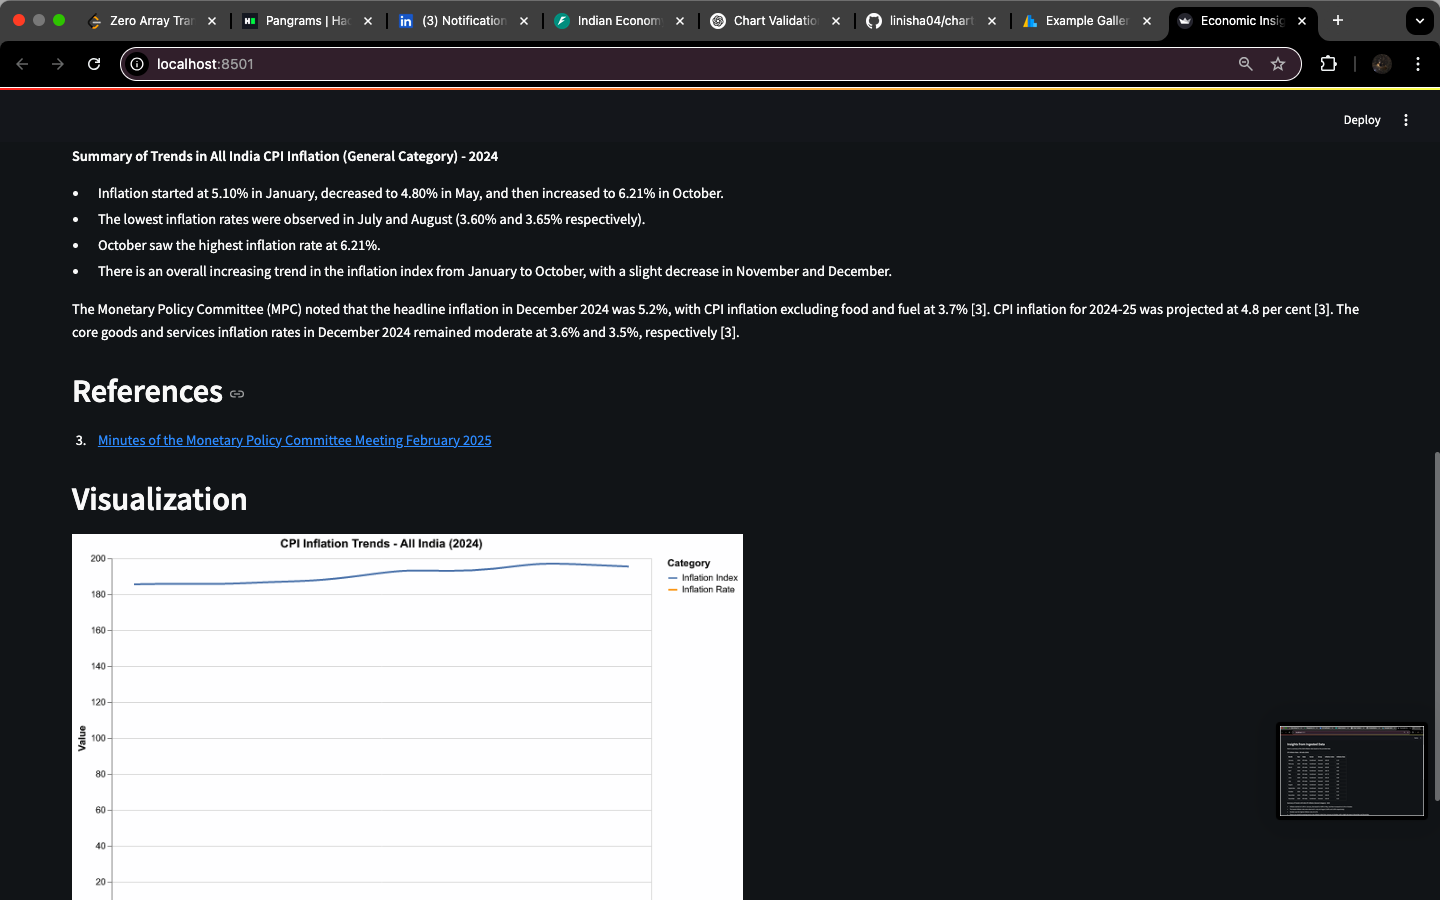 Zero Array Tra
Pangrams | Ha
(3) Notification
Indian Econom
Chart Validatio
linisha04/chart
Example Galler
Economic Insig
localhost:8501
Deploy
Summary of Trends in All India CPI Inflation (General Category) - 2024
• Inflation started at 5.10% in January, decreased to 4.80% in May, and then increased to 6.21% in October.
• The lowest inflation rates were observed in July and August (3.60% and 3.65% respectively).
• October saw the highest inflation rate at 6.21%.
• There is an overall increasing trend in the inflation index from January to October, with a slight decrease in November and December.
The Monetary Policy Committee (MPC) noted that the headline inflation in December 2024 was 5.2%, with CPI inflation excluding food and fuel at 3.7% [3]. CPI inflation for 2024-25 was projected at 4.8 per cent [3]. The
core goods and services inflation rates in December 2024 remained moderate at 3.6% and 3.5%, respectively [3].
References
3. Minutes of the Monetary Policy Committee Meeting February 2025
Visualization
CPI Inflation Trends - All India (2024)
Category
Inflation Index
Inflation Rate
Value
200
180
160
140
120
100
80
60
40
20